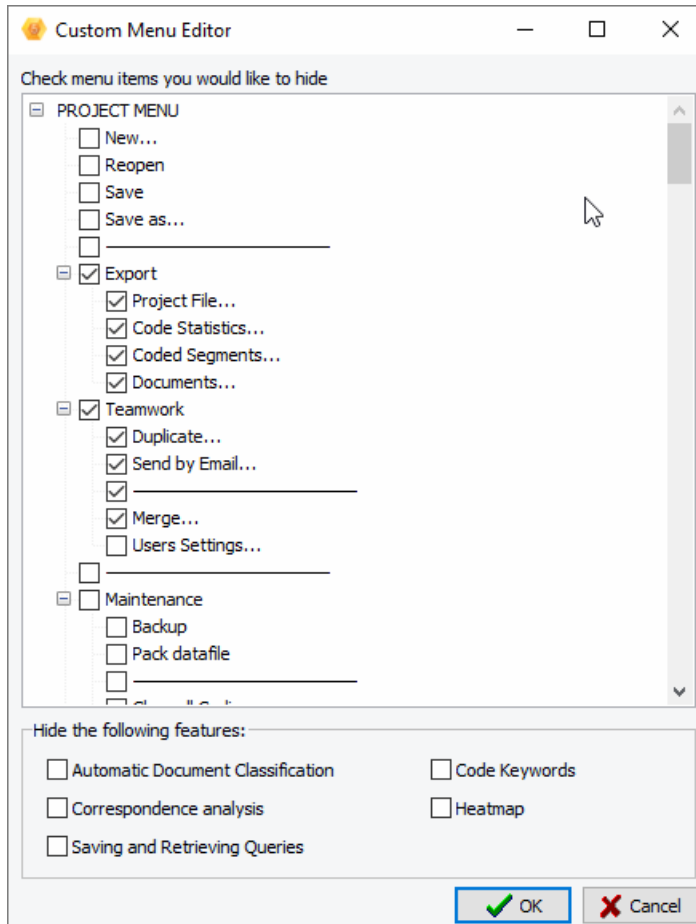 Custom Menu Editor
Check menu items you would like to hide
PROJECT MENU
New...
Reopen
Save
Save as...
Export
Project File...
Code Statistics...
Coded Segments...
Documents...
Teamwork
Duplicate...
Send by Email...
Merge...
Users Settings...
Maintenance
Backup
Pack datafile
Hide the following features:
Automatic Document Classification
Code Keywords
Correspondence analysis
Heatmap
Saving and Retrieving Queries
OK
Cancel